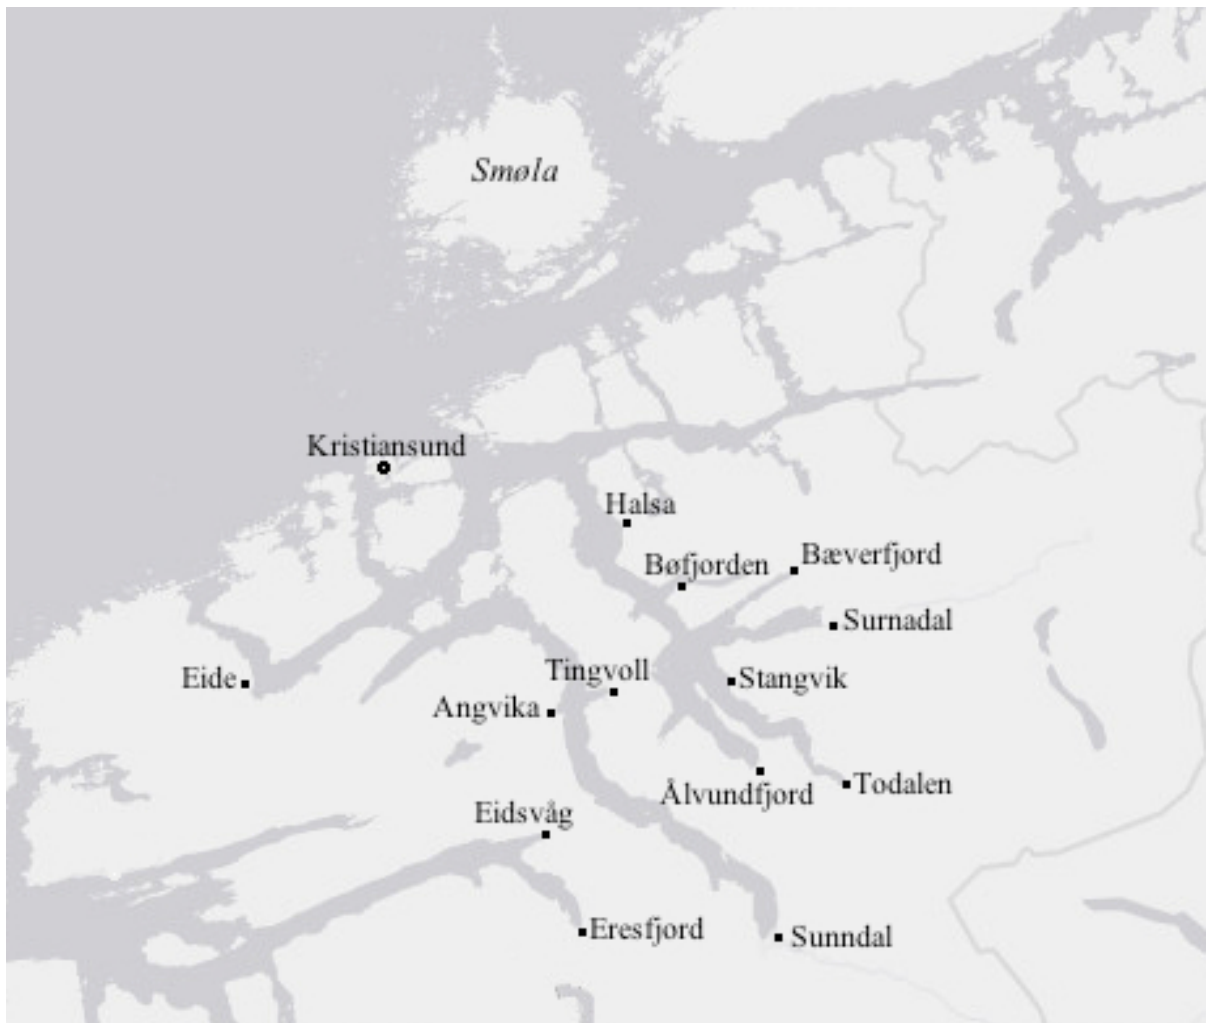 Smøla
Kristiansund
Halsa
Bæverfjord
Bøfjorden
Surnadal
Tingvoll
Eide
Stangvik
Angvika
Todalen
Ålvundfjord
Eidsvåg
Eresfjord
Sunndal